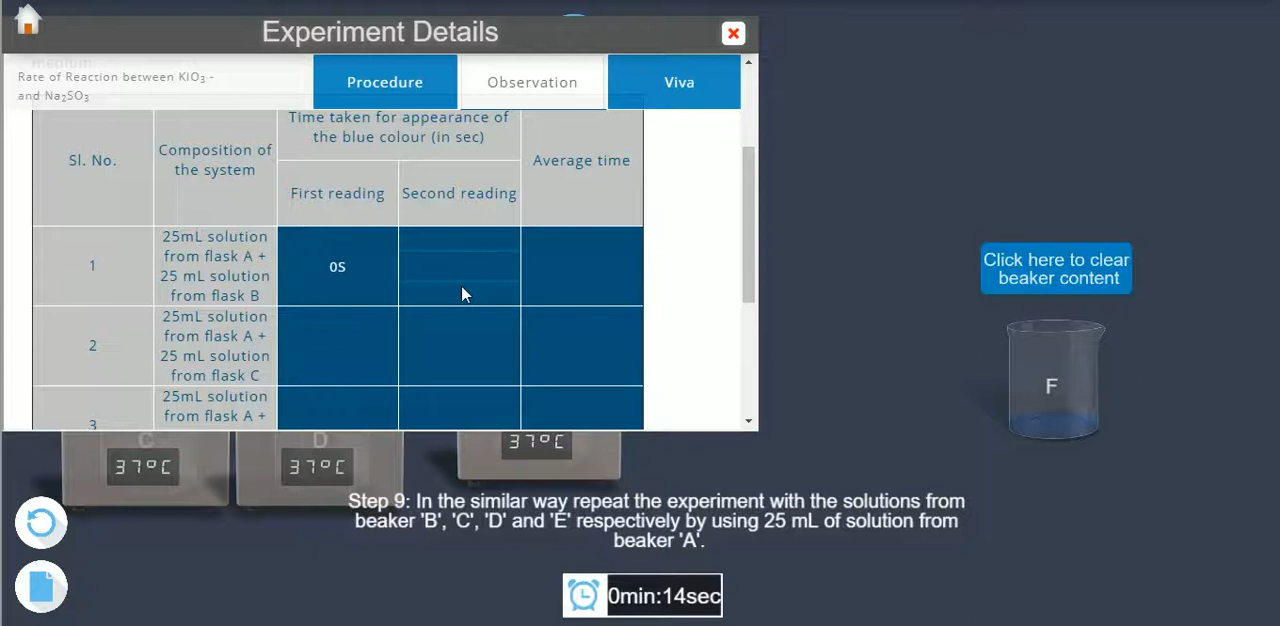 Experiment Details
medium
Rate of Reaction between KIO₃ -
and Na₂SO₃
Procedure
Observation
Viva
Sl. No.
Composition of
the system
Time taken for appearance of
the blue colour (in sec)
First reading
Second reading
Average time
1
25mL solution
from flask A +
25 mL solution
from flask B
0S
2
25mL solution
from flask A +
25 mL solution
from flask C
3
25mL solution
from flask A +
Click here to clear
beaker content
F
C
D
37°C
37°C
37°C
Step 9: In the similar way repeat the experiment with the solutions from
beaker 'B', 'C', 'D' and 'E' respectively by using 25 mL of solution from
beaker 'A'.
0min:14sec